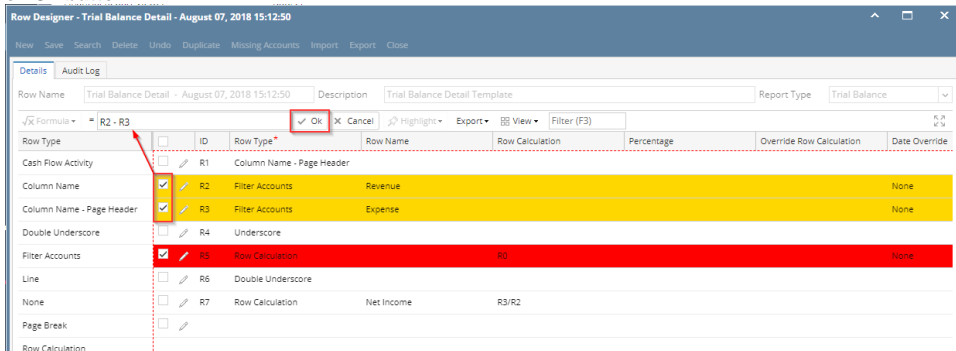 Row Designer - Trial Balance Detail - August 07, 2018 15:12:50
New Save Search Delete Undo Duplicate Missing Accounts Import Export Close
Details Audit Log
Row Name Trial Balance Detail - August 07, 2018 15:12:50 Description Trial Balance Detail Template Report Type Trial Balance
√x Formula = R2 - R3 Ok Cancel Highlight Export View Filter (F3)
Row Type ID Row Type* Row Name Row Calculation Percentage Override Row Calculation Date Override
Cash Flow Activity R1 Column Name - Page Header
Column Name R2 Filter Accounts Revenue None
Column Name - Page Header R3 Filter Accounts Expense None
Double Underscore R4 Underscore
Filter Accounts R5 Row Calculation R0 None
Line R6 Double Underscore
None R7 Row Calculation Net Income R3/R2
Page Break
Row Calculation